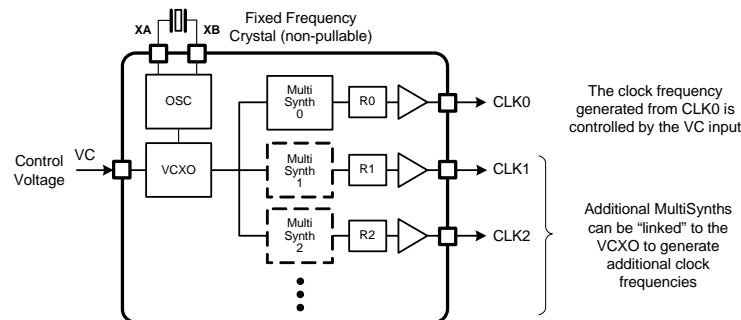 XA
XB
Fixed Frequency
Crystal (non-pullable)
OSC
Multi
Synth
0
R0
CLK0
The clock frequency
generated from CLK0 is
controlled by the VC input
Control
Voltage
VC
VCXO
Multi
Synth
1
R1
CLK1
Multi
Synth
2
R2
CLK2
Additional MultiSynths
can be “linked” to the
VCXO to generate
additional clock
frequencies